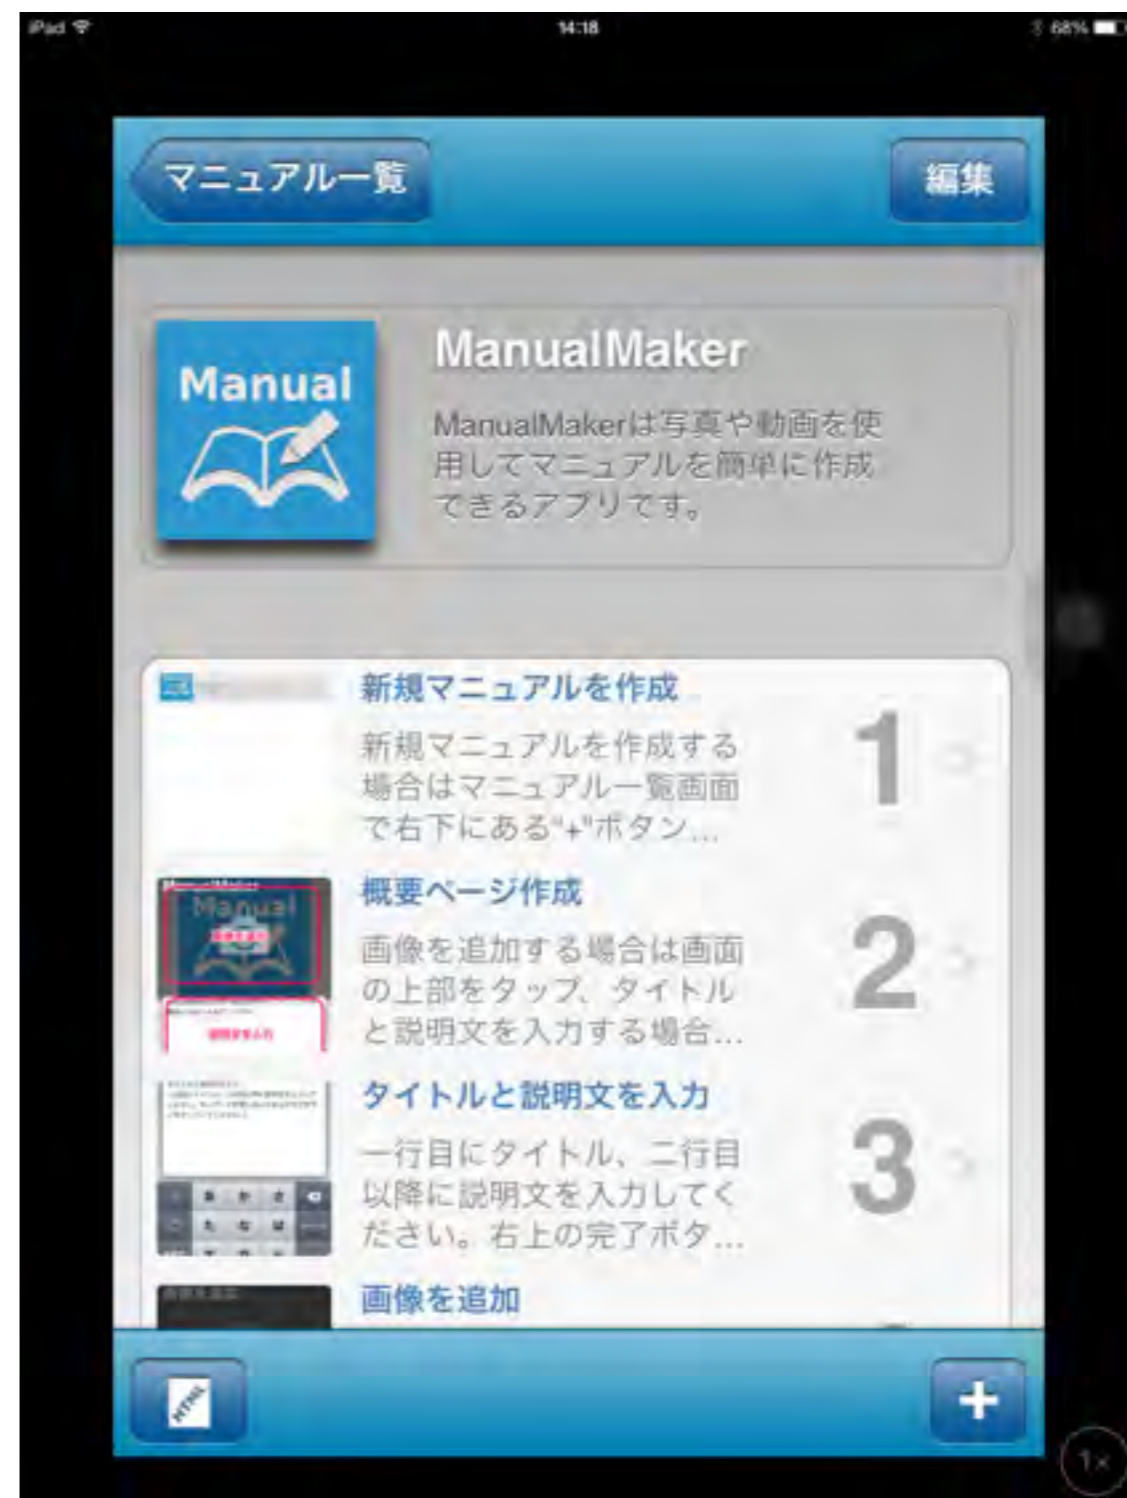 iPad
14:18
68%
マニュアル一覧
編集
Manual
ManualMaker
ManualMakerは写真や動画を使
用してマニュアルを簡単に作成
できるアプリです。
新規マニュアルを作成
新規マニュアルを作成する
場合はマニュアル一覧画面
で右下にある"+"ボタン...
1
概要ページ作成
画像を追加する場合は画面
の上部をタップ、タイトル
と説明文を入力する場合...
2
Manual
タイトルと説明文を入力
一行目にタイトル、二行目
以降に説明文を入力してく
ださい。右上の完了ボタ...
3
あ か さ
た な は
画像を追加
HTML
+
1×